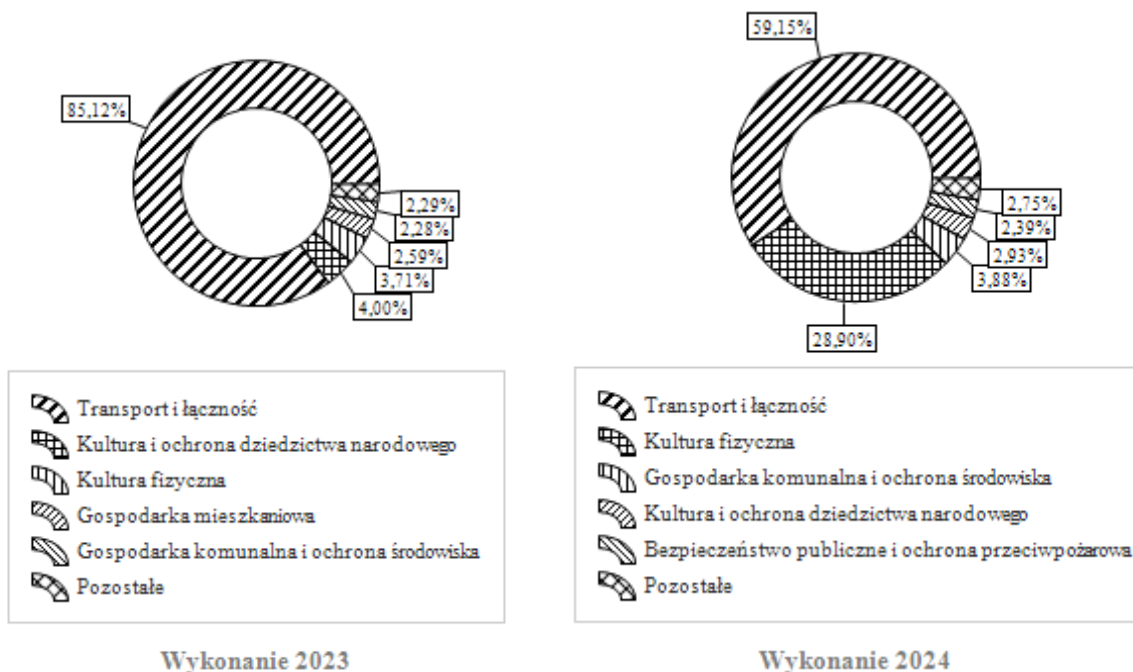 85,12%
2,29%
2,28%
2,59%
3,71%
4,00%
Transport i łączność
Kultura i ochrona dziedzictwa narodowego
Kultura fizyczna
Gospodarka mieszkaniowa
Gospodarka komunalna i ochrona środowiska
Pozostałe
Wykonanie 2023
59,15%
2,75%
2,39%
2,93%
3,88%
28,90%
Transport i łączność
Kultura fizyczna
Gospodarka komunalna i ochrona środowiska
Kultura i ochrona dziedzictwa narodowego
Bezpieczeństwo publiczne i ochrona przeciwpożarowa
Pozostałe
Wykonanie 2024